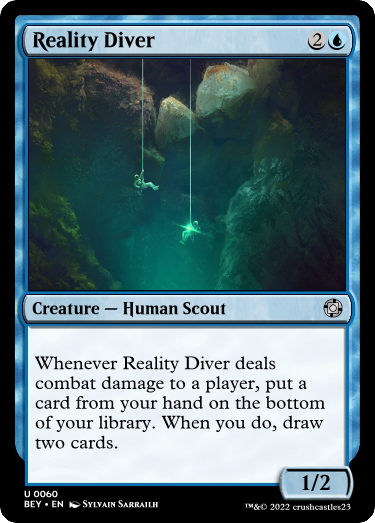 Reality Diver 2
Creature — Human Scout
Whenever Reality Diver deals
combat damage to a player, put a
card from your hand on the bottom
of your library. When you do, draw
two cards.
1/2
U 0060
BEY • EN Sylvain Sarrailh
™&© 2022 crushcastles23